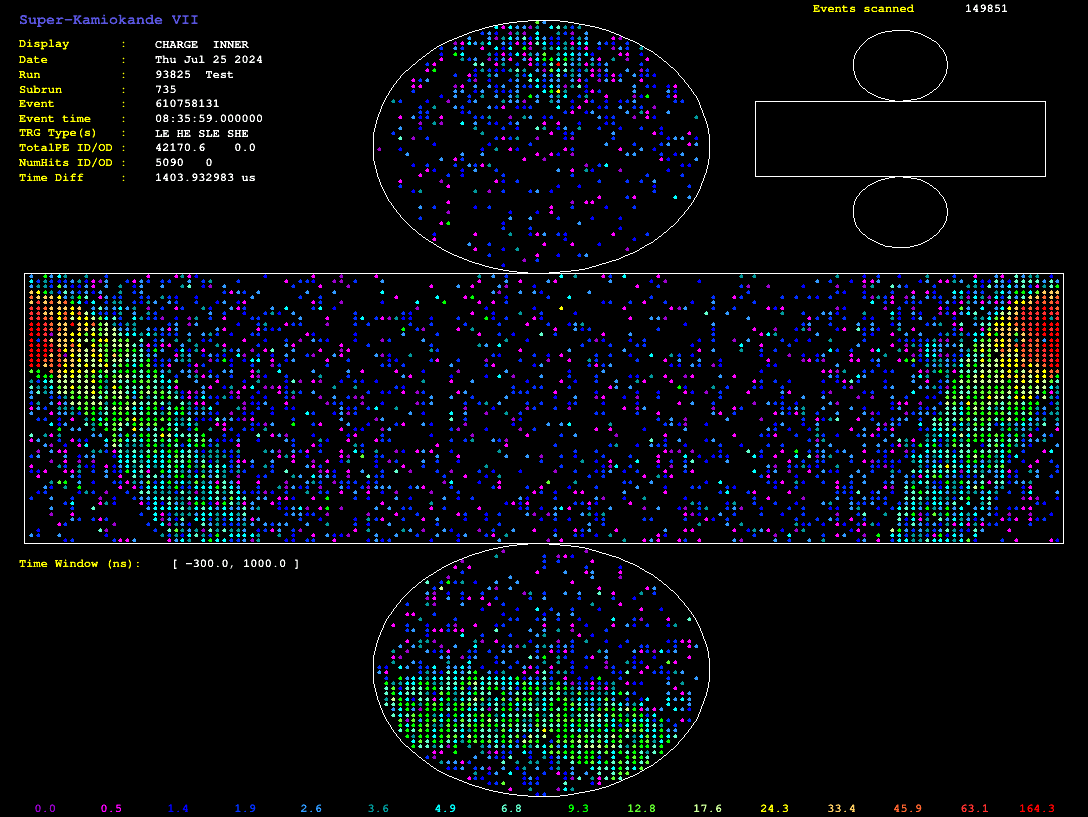 Super-Kamiokande VII
Events scanned 149851
Display : CHARGE INNER
Date : Thu Jul 25 2024
Run : 93825 Test
Subrun : 735
Event : 610758131
Event time : 08:35:59.000000
TRG Type(s) : LE HE SLE SHE
TotalPE ID/OD : 42170.6 0.0
NumHits ID/OD : 5090 0
Time Diff : 1403.932983 us
Time Window (ns): [ −300.0, 1000.0 ]
0.0 0.5 1.4 1.9 2.6 3.6 4.9 6.8 9.3 12.8 17.6 24.3 33.4 45.9 63.1 164.3